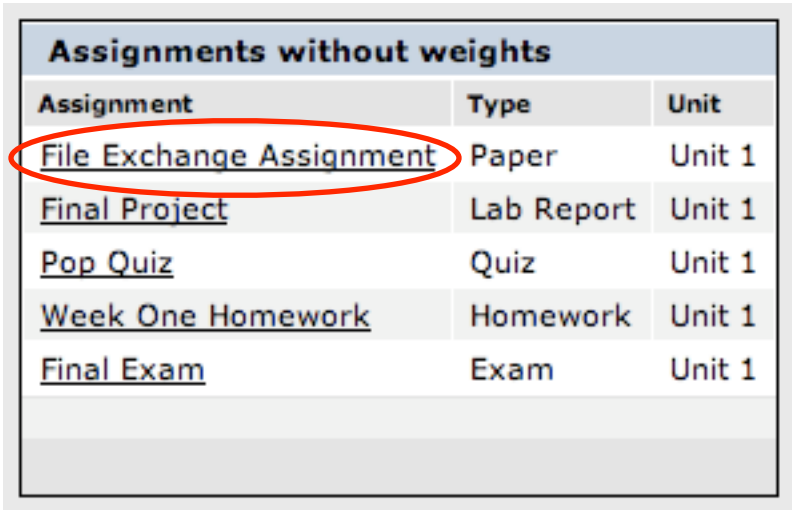 Assignments without weights
Assignment Type Unit
File Exchange Assignment Paper Unit 1
Final Project Lab Report Unit 1
Pop Quiz Quiz Unit 1
Week One Homework Homework Unit 1
Final Exam Exam Unit 1